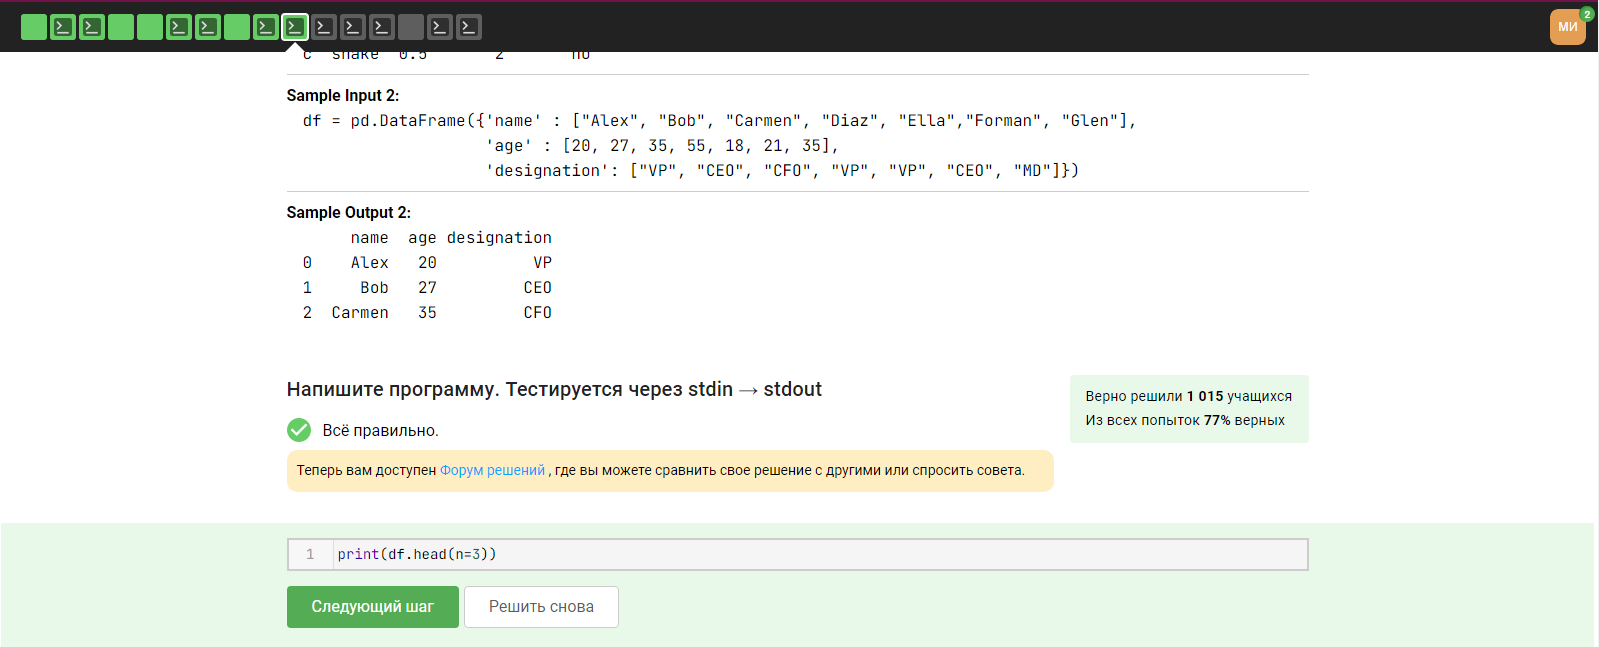 МИ
2
c  snake  0.5       2       no
Sample Input 2:
df = pd.DataFrame({'name' : ["Alex", "Bob", "Carmen", "Diaz", "Ella","Forman", "Glen"],
                   'age' : [20, 27, 35, 55, 18, 21, 35],
                   'designation': ["VP", "CEO", "CFO", "VP", "VP", "CEO", "MD"]})
Sample Output 2:
     name  age designation
0    Alex   20          VP
1     Bob   27         CEO
2  Carmen   35         CFO
Напишите программу. Тестируется через stdin → stdout
Верно решили 1 015 учащихся
Из всех попыток 77% верных
Всё правильно.
Теперь вам доступен Форум решений , где вы можете сравнить свое решение с другими или спросить совета.
1 print(df.head(n=3))
Следующий шаг
Решить снова